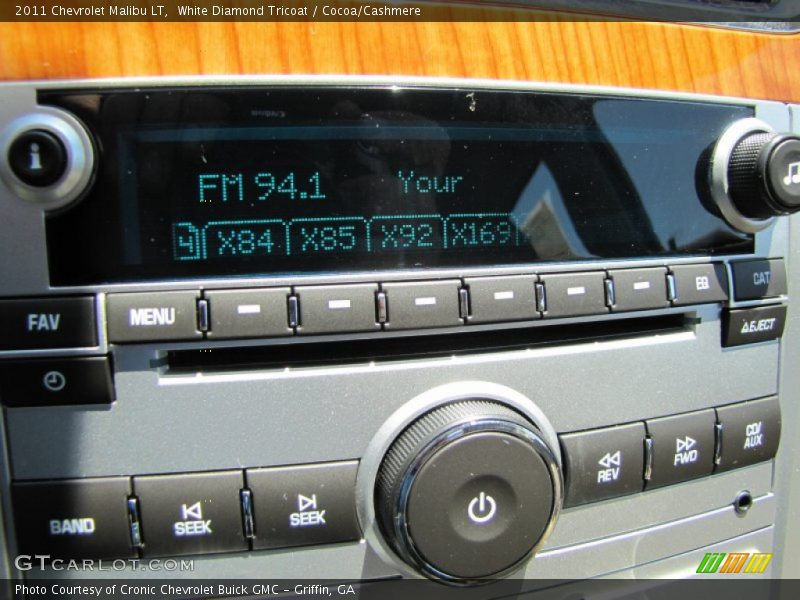 2011 Chevrolet Malibu LT,  White Diamond Tricoat / Cocoa/Cashmere
i
FM 94.1 Your
4 X84 X85 X92 X169
FAV MENU EQ CAT
EJECT
REV FWD CD/AUX
BAND SEEK SEEK
GTCARLOT.COM
Photo Courtesy of Cronic Chevrolet Buick GMC - Griffin, GA